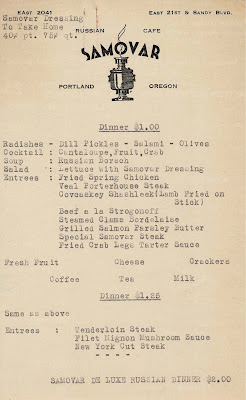 EAST 2041 EAST 21ST & SANDY BLVD.
Samovar Dressing
To Take Home
40¢ pt. 75¢ qt.
RUSSIAN CAFE
SAMOVAR
PORTLAND OREGON
Dinner $1.00
Radishes - Dill Pickles - Salami - Olives
Cocktail : Cantaloupe,Fruit,Crab
Soup : Russian Borsch
Salad : Lettuce with Samovar Dressing
Entrees : Fried Spring Chicken
Veal Porterhouse Steak
Covcaskey Shashleek(Lamb Fried on
Stick)
Beef a la Strogonoff
Steamed Clams Bordelaise
Grilled Salmon Parsley Butter
Special Samovar Steak
Fried Crab Legs Tarter Sauce
Fresh Fruit Cheese Crackers
Coffee Tea Milk
Dinner $1.25
Same as above
Entrees : Tenderloin Steak
Filet Mignon Mushroom Sauce
New York Cut Steak
- - - -
SAMOVAR DE LUXE RUSSIAN DINNER $2.00